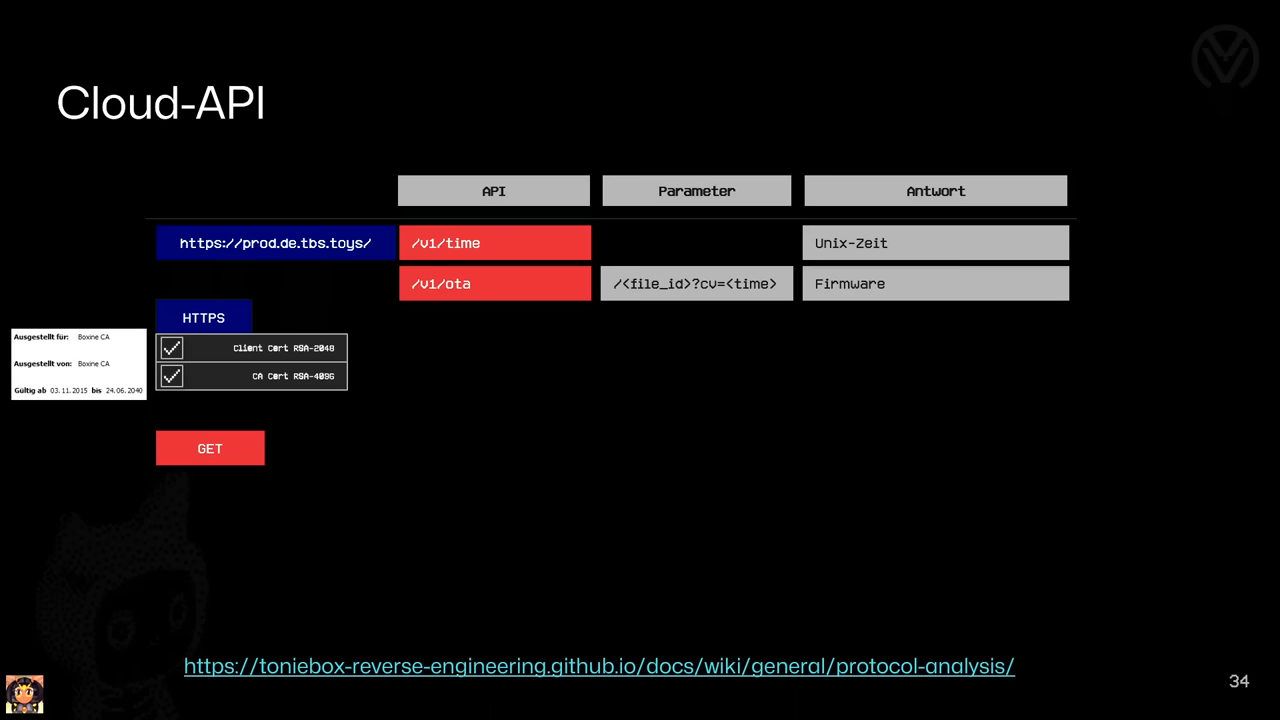 Cloud-API
API Parameter Antwort
https://prod.de.tbs.toys/ /v1/time Unix-Zeit
/v1/ota /<file_id>?cv=<time> Firmware
HTTPS
Ausgestellt für: Boxine CA
Client Cert RSA-2048
Ausgestellt von: Boxine CA
CA Cert RSA-4096
Gültig ab 03.11.2015 bis 24.06.2040
GET
https://toniebox-reverse-engineering.github.io/docs/wiki/general/protocol-analysis/
34